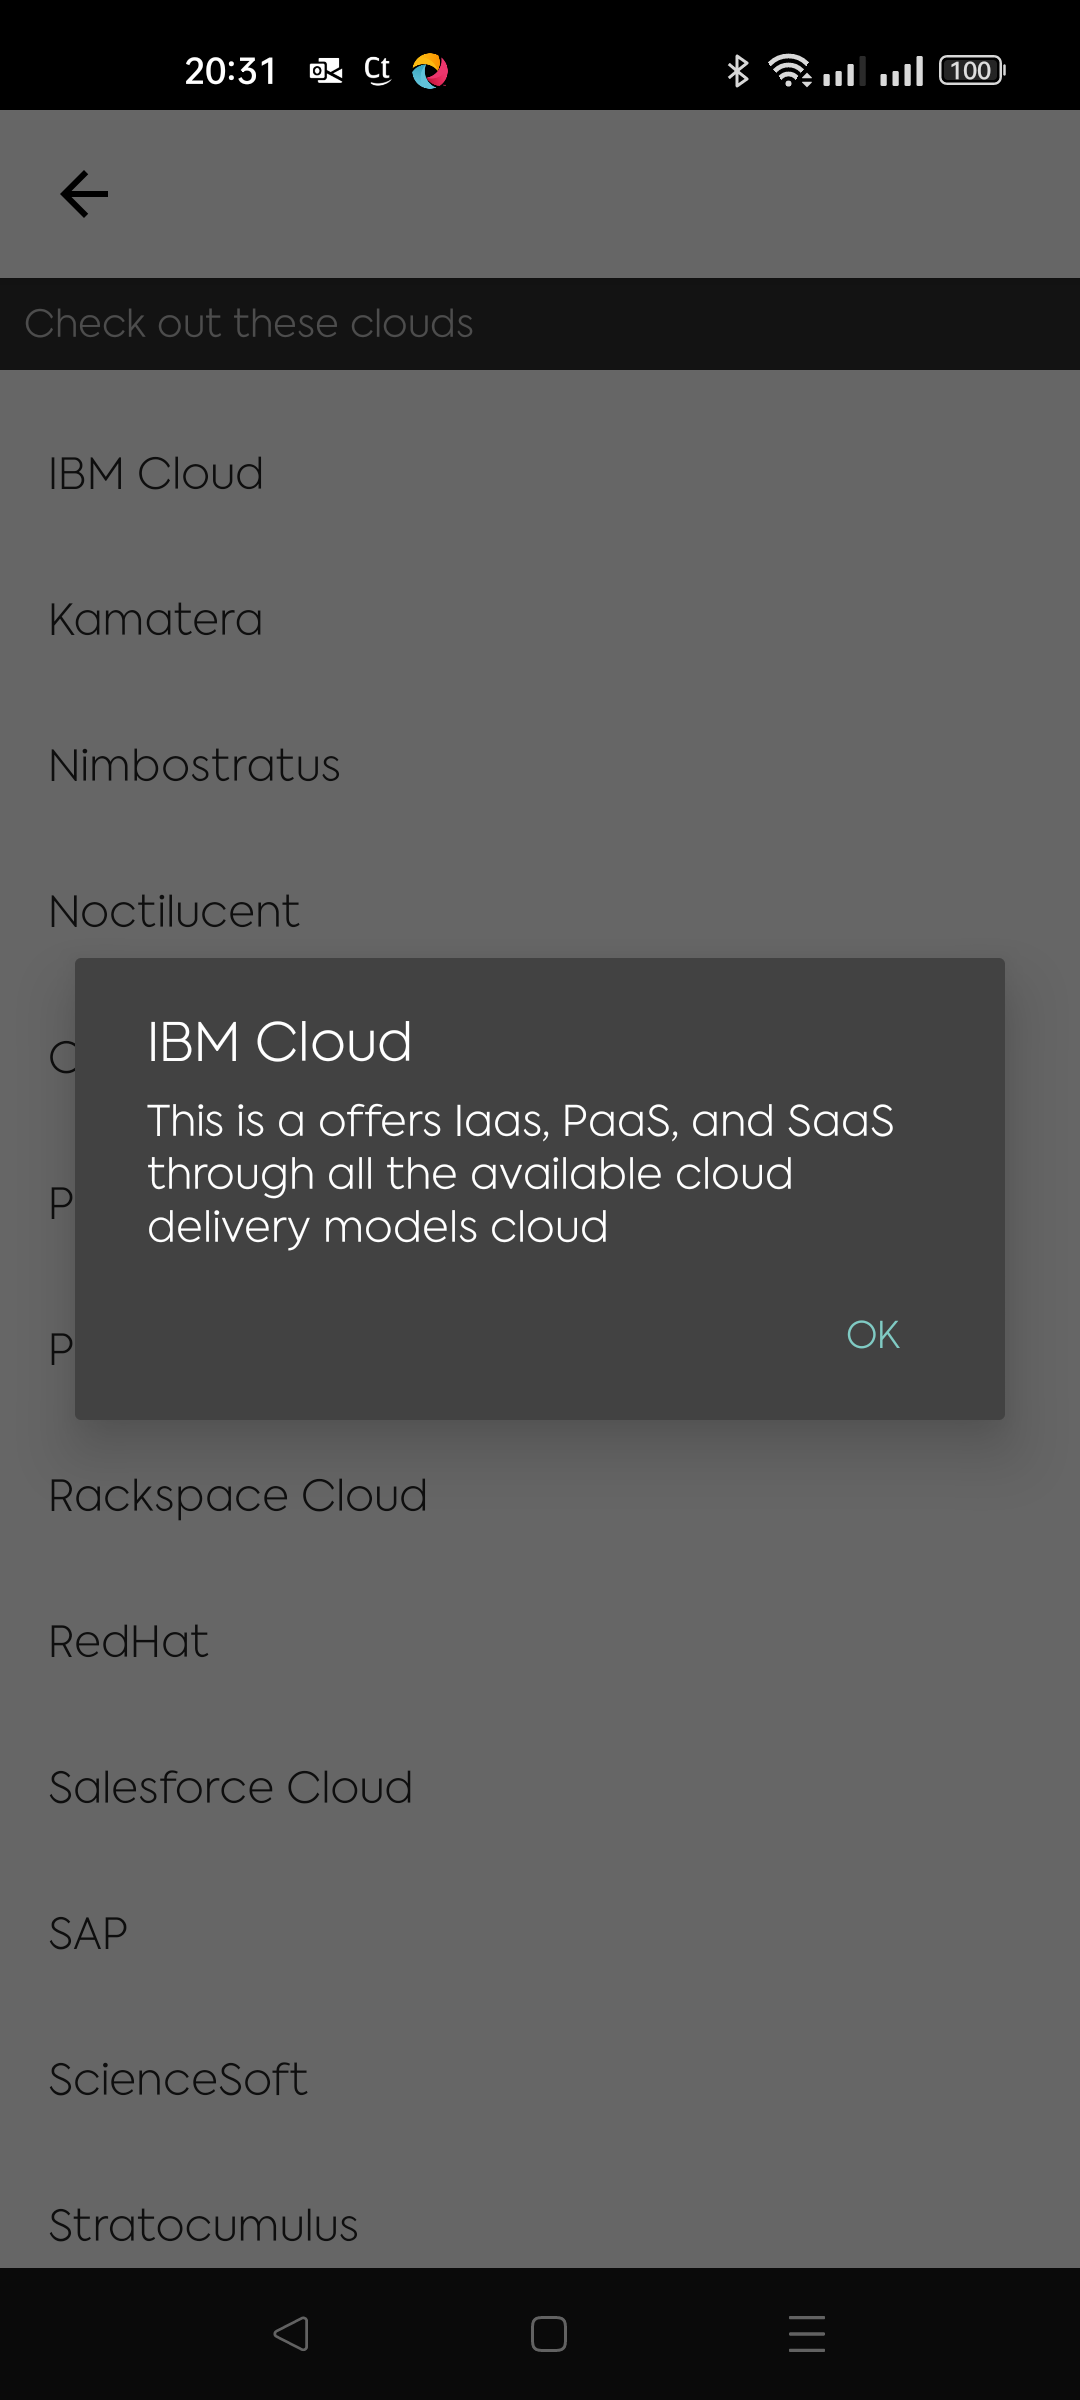 20:31
Ct
100
Check out these clouds
IBM Cloud
Kamatera
Nimbostratus
Noctilucent
IBM Cloud
This is a offers Iaas, PaaS, and SaaS
through all the available cloud
delivery models cloud
OK
Rackspace Cloud
RedHat
Salesforce Cloud
SAP
ScienceSoft
Stratocumulus